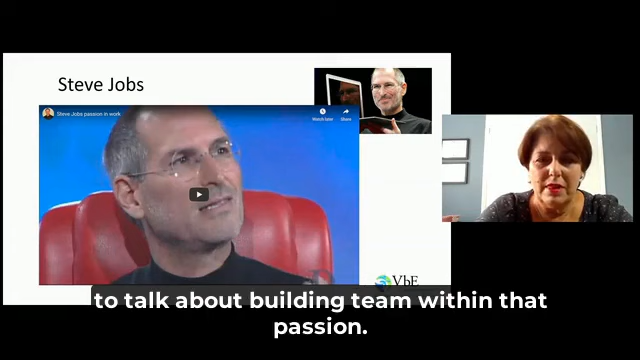 Steve Jobs
Steve Jobs passion in work
Watch later
Share
VbE
to talk about building team within that
passion.